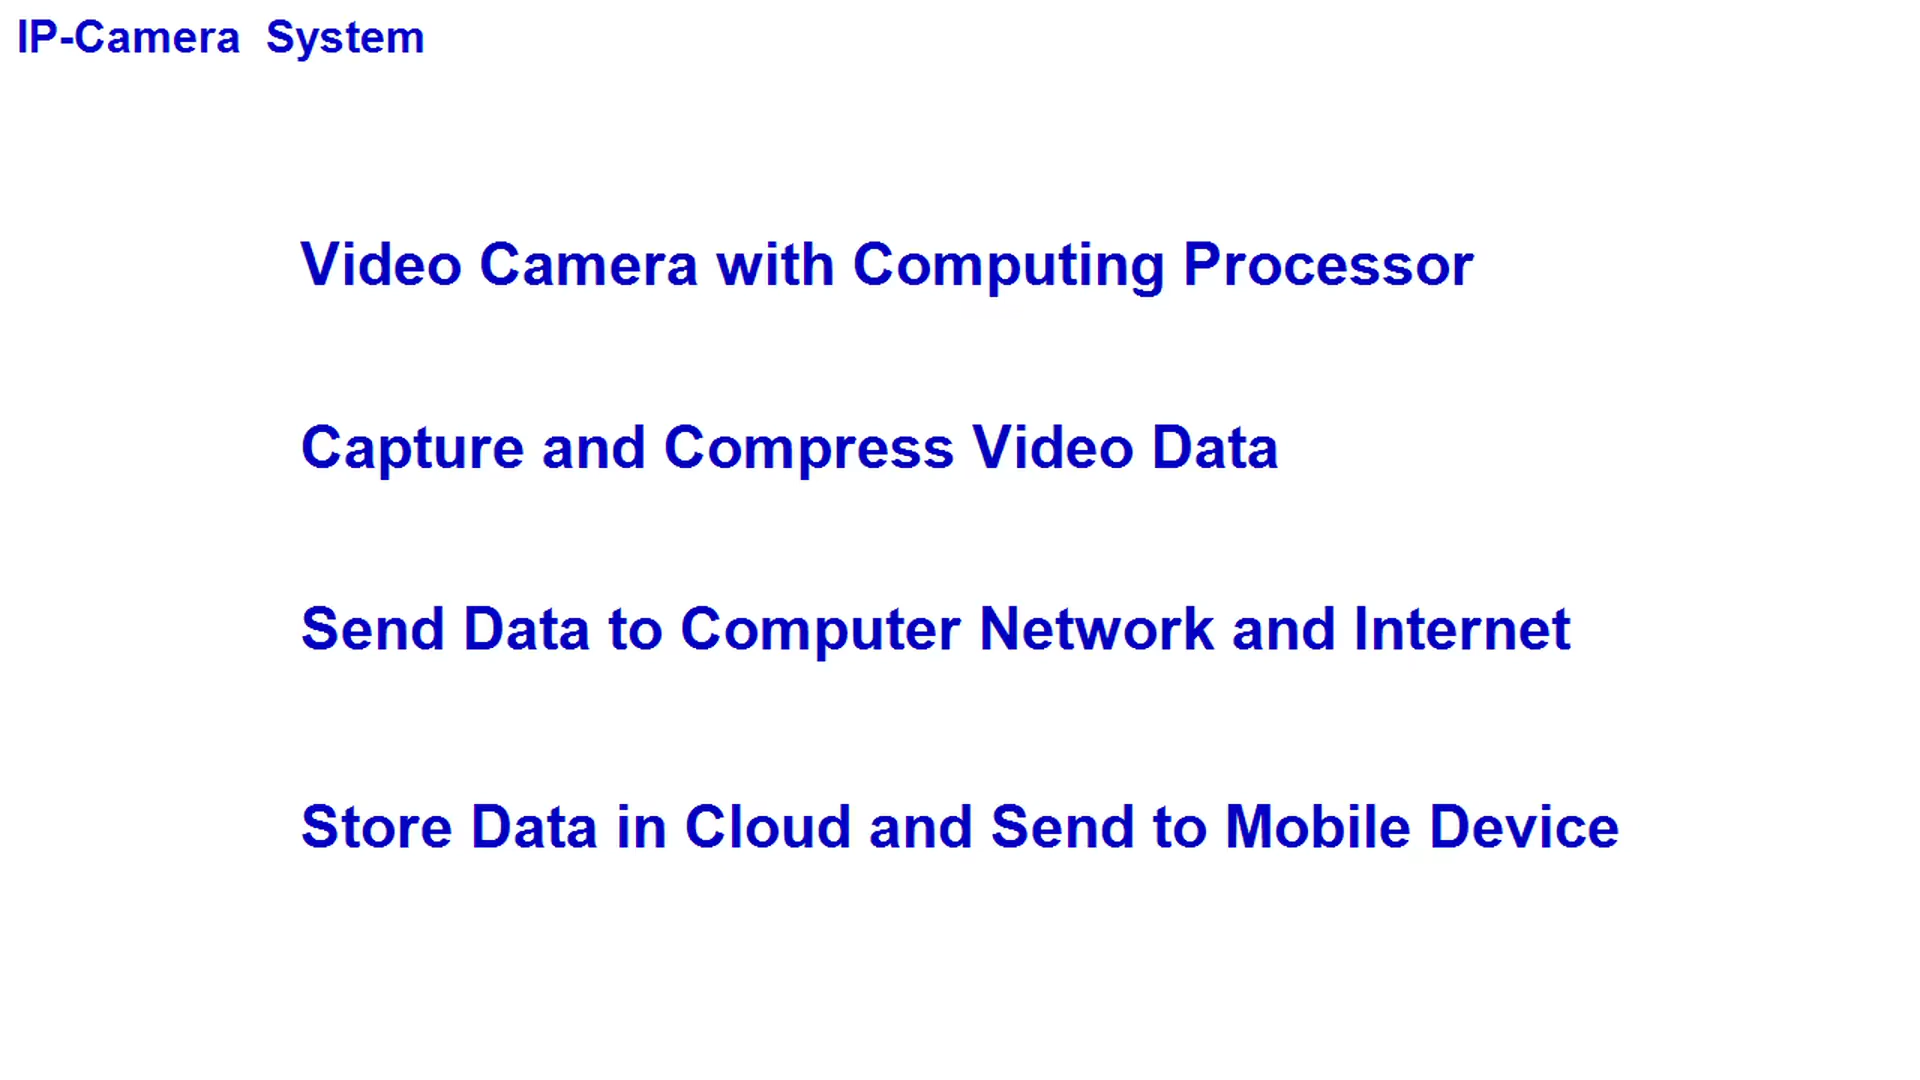 IP-Camera System
Video Camera with Computing Processor
Capture and Compress Video Data
Send Data to Computer Network and Internet
Store Data in Cloud and Send to Mobile Device